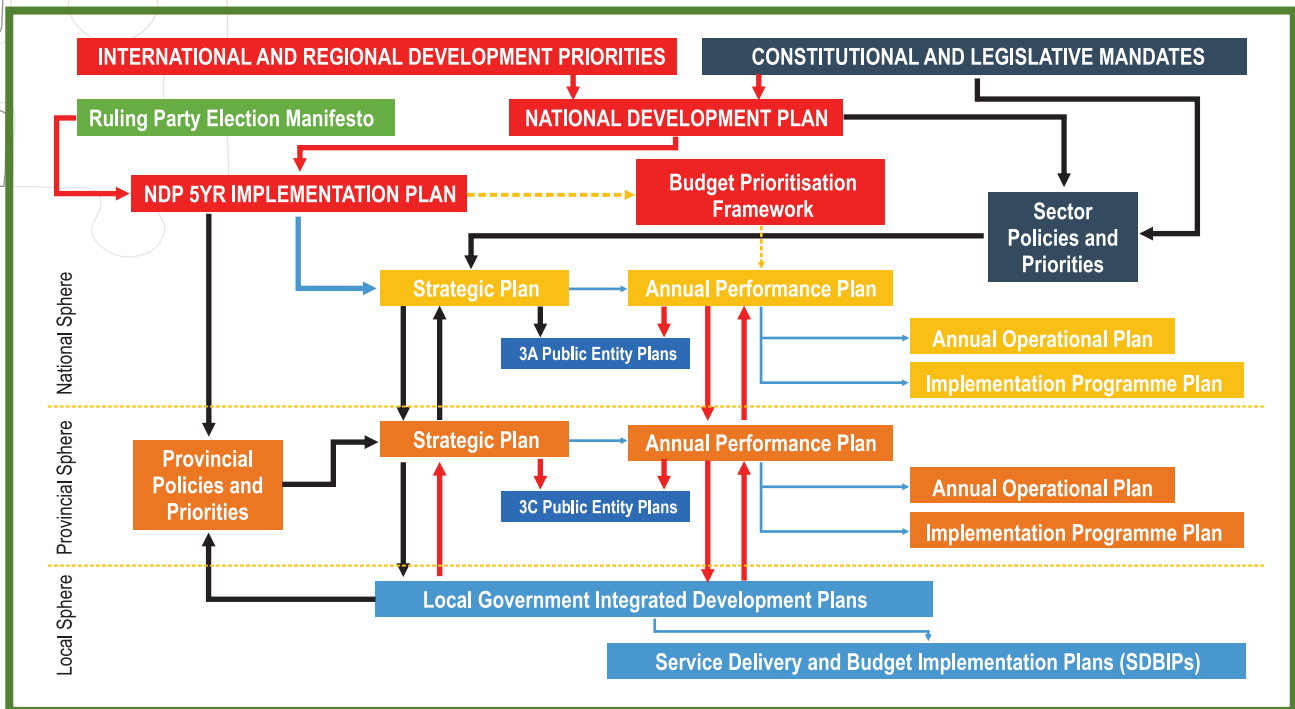 INTERNATIONAL AND REGIONAL DEVELOPMENT PRIORITIES
CONSTITUTIONAL AND LEGISLATIVE MANDATES
Ruling Party Election Manifesto
NATIONAL DEVELOPMENT PLAN
NDP 5YR IMPLEMENTATION PLAN
Budget Prioritisation
Framework
Sector
Policies and
Priorities
National Sphere
Strategic Plan
Annual Performance Plan
3A Public Entity Plans
Annual Operational Plan
Implementation Programme Plan
Provincial Sphere
Provincial
Policies and
Priorities
Strategic Plan
Annual Performance Plan
3C Public Entity Plans
Annual Operational Plan
Implementation Programme Plan
Local Sphere
Local Government Integrated Development Plans
Service Delivery and Budget Implementation Plans (SDBIPs)